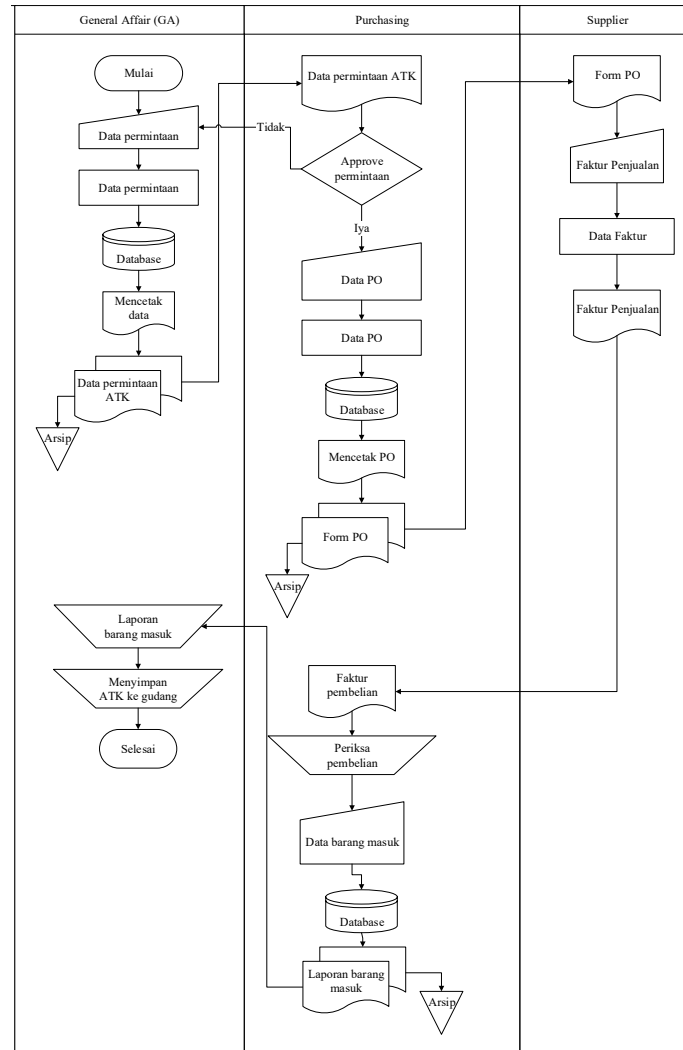 General Affair (GA)
Purchasing
Supplier
Mulai
Data permintaan
Data permintaan
Database
Mencetak
data
Data permintaan
ATK
Arsip
Data permintaan ATK
Tidak
Approve
permintaan
Iya
Data PO
Data PO
Database
Mencetak PO
Form PO
Arsip
Form PO
Faktur Penjualan
Data Faktur
Faktur Penjualan
Faktur
pembelian
Periksa
pembelian
Data barang masuk
Database
Laporan barang
masuk
Arsip
Laporan
barang masuk
Menyimpan
ATK ke gudang
Selesai